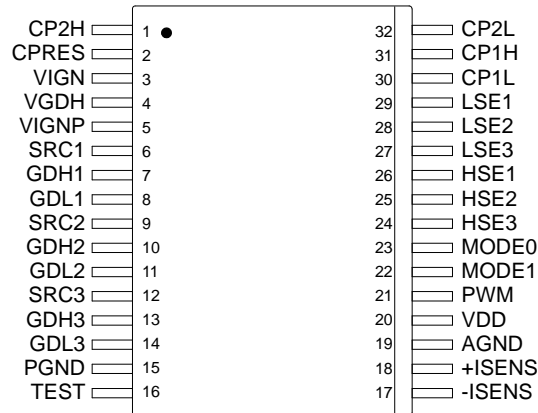 CP2H 1 32 CP2L
CPRES 2 31 CP1H
VIGN 3 30 CP1L
VGDH 4 29 LSE1
VIGNP 5 28 LSE2
SRC1 6 27 LSE3
GDH1 7 26 HSE1
GDL1 8 25 HSE2
SRC2 9 24 HSE3
GDH2 10 23 MODE0
GDL2 11 22 MODE1
SRC3 12 21 PWM
GDH3 13 20 VDD
GDL3 14 19 AGND
PGND 15 18 +ISENS
TEST 16 17 -ISENS